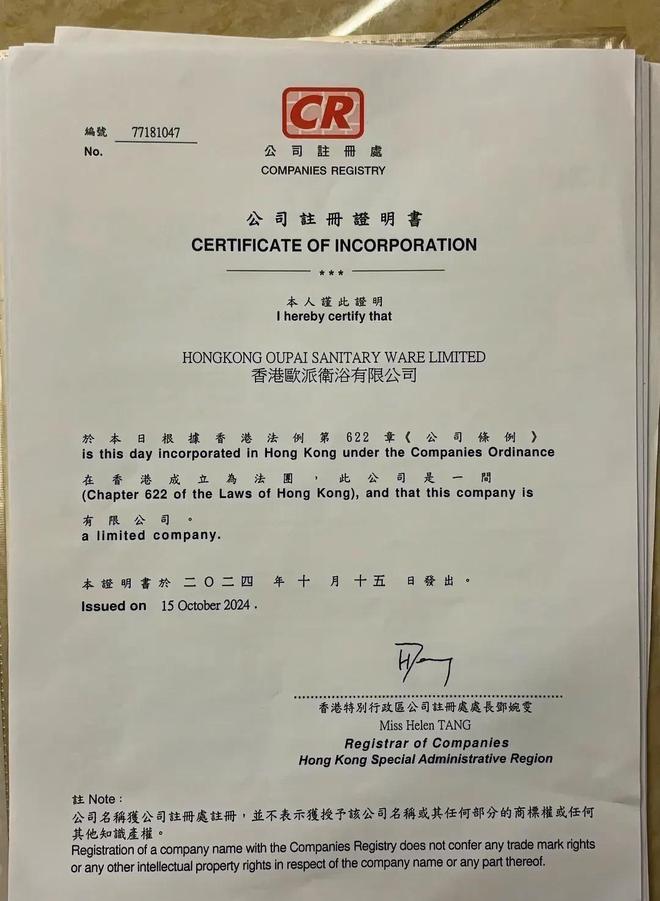 CR
編號 77181047
No.
公司註冊處
COMPANIES REGISTRY
公司註冊證明書
CERTIFICATE OF INCORPORATION
***
本人謹此證明
I hereby certify that
HONGKONG OUPAI SANITARY WARE LIMITED
香港歐派衛浴有限公司
於本日根據香港法例第622章《公司條例》
is this day incorporated in Hong Kong under the Companies Ordinance
在香港成立為法團，此公司是一間
(Chapter 622 of the Laws of Hong Kong), and that this company is
有限公司。
a limited company.
本證明書於二〇二四年十月十五日發出。
Issued on 15 October 2024.
香港特別行政區公司註冊處處長鄧婉雯
Miss Helen TANG
Registrar of Companies
Hong Kong Special Administrative Region
註 Note：
公司名稱獲公司註冊處註冊，並不表示獲授予該公司名稱或其任何部分的商標權或任何
其他知識產權。
Registration of a company name with the Companies Registry does not confer any trade mark rights
or any other intellectual property rights in respect of the company name or any part thereof.